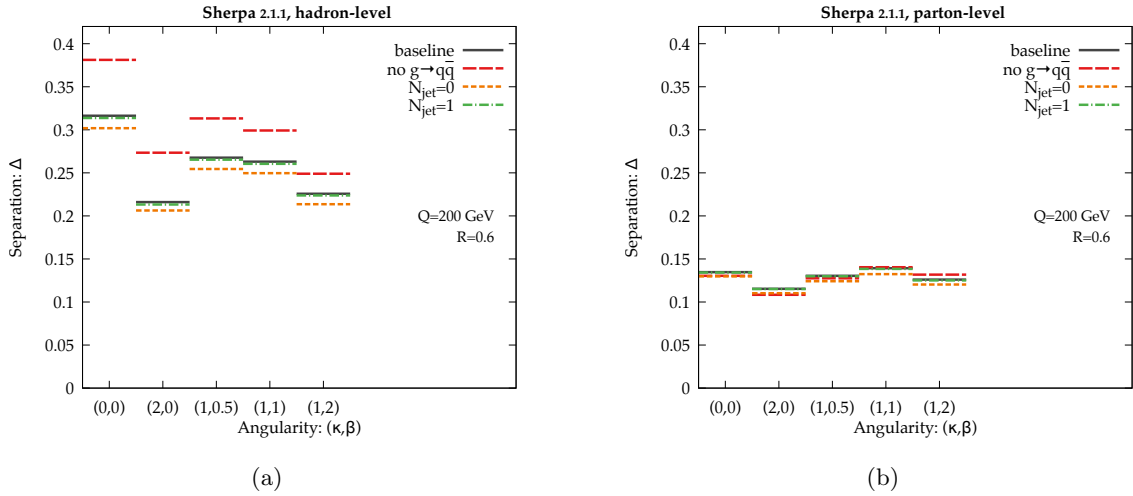 Sherpa 2.1.1, hadron-level
Separation: Δ
0.4
0.35
0.3
0.25
0.2
0.15
0.1
0.05
0
baseline
no g→qq̅
N_jet=0
N_jet=1
Q=200 GeV
R=0.6
(0,0) (2,0) (1,0.5) (1,1) (1,2)
Angularity: (κ,β)
(a)
Sherpa 2.1.1, parton-level
Separation: Δ
0.4
0.35
0.3
0.25
0.2
0.15
0.1
0.05
0
baseline
no g→qq̅
N_jet=0
N_jet=1
Q=200 GeV
R=0.6
(0,0) (2,0) (1,0.5) (1,1) (1,2)
Angularity: (κ,β)
(b)